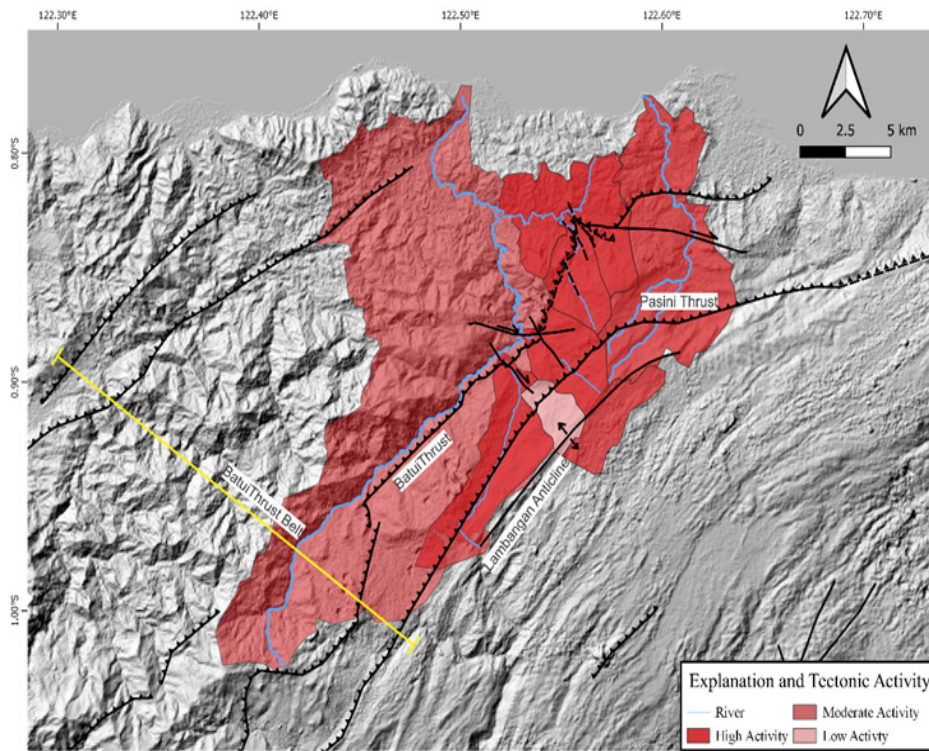 122.30°E 122.40°E 122.50°E 122.60°E 122.70°E
0 2.5 5 km
0.80°S
Pasini Thrust
0.90°S
BatuiThrust
BatuiThrust Belt
Lambangan Anticline
1.00°S
Explanation and Tectonic Activity
River
Moderate Activity
High Activity
Low Activty